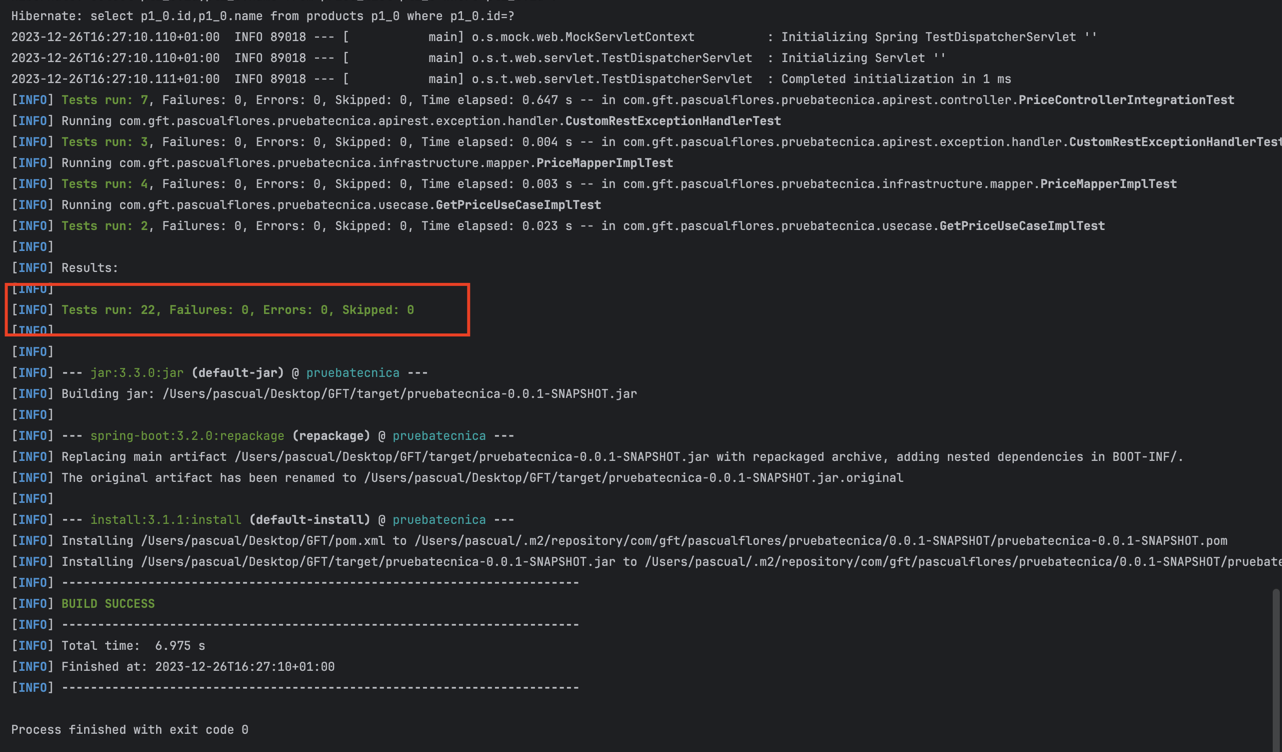 Hibernate: select p1_0.id,p1_0.name from products p1_0 where p1_0.id=?
2023-12-26T16:27:10.110+01:00  INFO 89018 --- [           main] o.s.mock.web.MockServletContext          : Initializing Spring TestDispatcherServlet ''
2023-12-26T16:27:10.110+01:00  INFO 89018 --- [           main] o.s.t.web.servlet.TestDispatcherServlet  : Initializing Servlet ''
2023-12-26T16:27:10.111+01:00  INFO 89018 --- [           main] o.s.t.web.servlet.TestDispatcherServlet  : Completed initialization in 1 ms
[INFO] Tests run: 7, Failures: 0, Errors: 0, Skipped: 0, Time elapsed: 0.647 s -- in com.gft.pascualflores.pruebatecnica.apirest.controller.PriceControllerIntegrationTest
[INFO] Running com.gft.pascualflores.pruebatecnica.apirest.exception.handler.CustomRestExceptionHandlerTest
[INFO] Tests run: 3, Failures: 0, Errors: 0, Skipped: 0, Time elapsed: 0.004 s -- in com.gft.pascualflores.pruebatecnica.apirest.exception.handler.CustomRestExceptionHandlerTest
[INFO] Running com.gft.pascualflores.pruebatecnica.infrastructure.mapper.PriceMapperImplTest
[INFO] Tests run: 4, Failures: 0, Errors: 0, Skipped: 0, Time elapsed: 0.003 s -- in com.gft.pascualflores.pruebatecnica.infrastructure.mapper.PriceMapperImplTest
[INFO] Running com.gft.pascualflores.pruebatecnica.usecase.GetPriceUseCaseImplTest
[INFO] Tests run: 2, Failures: 0, Errors: 0, Skipped: 0, Time elapsed: 0.023 s -- in com.gft.pascualflores.pruebatecnica.usecase.GetPriceUseCaseImplTest
[INFO]
[INFO] Results:
[INFO]
[INFO] Tests run: 22, Failures: 0, Errors: 0, Skipped: 0
[INFO]
[INFO]
[INFO] --- jar:3.3.0:jar (default-jar) @ pruebatecnica ---
[INFO] Building jar: /Users/pascual/Desktop/GFT/target/pruebatecnica-0.0.1-SNAPSHOT.jar
[INFO]
[INFO] --- spring-boot:3.2.0:repackage (repackage) @ pruebatecnica ---
[INFO] Replacing main artifact /Users/pascual/Desktop/GFT/target/pruebatecnica-0.0.1-SNAPSHOT.jar with repackaged archive, adding nested dependencies in BOOT-INF/.
[INFO] The original artifact has been renamed to /Users/pascual/Desktop/GFT/target/pruebatecnica-0.0.1-SNAPSHOT.jar.original
[INFO]
[INFO] --- install:3.1.1:install (default-install) @ pruebatecnica ---
[INFO] Installing /Users/pascual/Desktop/GFT/pom.xml to /Users/pascual/.m2/repository/com/gft/pascualflores/pruebatecnica/0.0.1-SNAPSHOT/pruebatecnica-0.0.1-SNAPSHOT.pom
[INFO] Installing /Users/pascual/Desktop/GFT/target/pruebatecnica-0.0.1-SNAPSHOT.jar to /Users/pascual/.m2/repository/com/gft/pascualflores/pruebatecnica/0.0.1-SNAPSHOT/pruebate
[INFO] ------------------------------------------------------------------------
[INFO] BUILD SUCCESS
[INFO] ------------------------------------------------------------------------
[INFO] Total time:  6.975 s
[INFO] Finished at: 2023-12-26T16:27:10+01:00
[INFO] ------------------------------------------------------------------------
Process finished with exit code 0